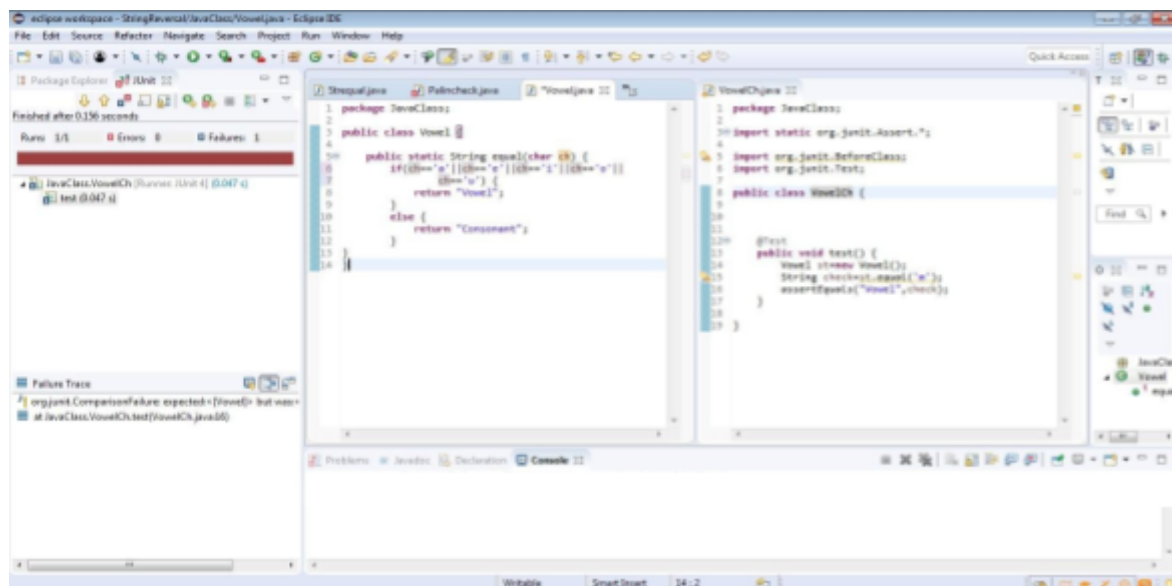 eclipse workspace - StringReversal/JavaClass/Vowel.java - Eclipse IDE
File Edit Source Refactor Navigate Search Project Run Window Help
Quick Access
Package Explorer JUnit
Finished after 0.156 seconds
Runs: 1/1 Errors: 0 Failures: 1
JavaClass.VowelCh [Runner: JUnit 4] (0.047 s)
test (0.047 s)
Failure Trace
org.junit.ComparisonFailure: expected:<[Vowel]> but was:<
at JavaClass.VowelCh.test(VowelCh.java:16)
Strequal.java Palincheck.java *Vowel.java
1 package JavaClass;
2
3 public class Vowel {
4
5 public static String equal(char ch) {
6 if(ch=='a'||ch=='e'||ch=='i'||ch=='o'||
7 ch=='u') {
8 return "Vowel";
9 }
10 else {
11 return "Consonant";
12 }
13 }
14 }
VowelCh.java
1 package JavaClass;
2
3 import static org.junit.Assert.*;
5 import org.junit.BeforeClass;
6 import org.junit.Test;
7
8 public class VowelCh {
9
10
11
12 @Test
13 public void test() {
14 Vowel st=new Vowel();
15 String check=st.equal(
16 assertEquals("Vowel",check);
17 }
18
19 }
Find
JavaCla
Vowel
equa
Problems Javadoc Declaration Console
Writable Smart Insert 14 : 2